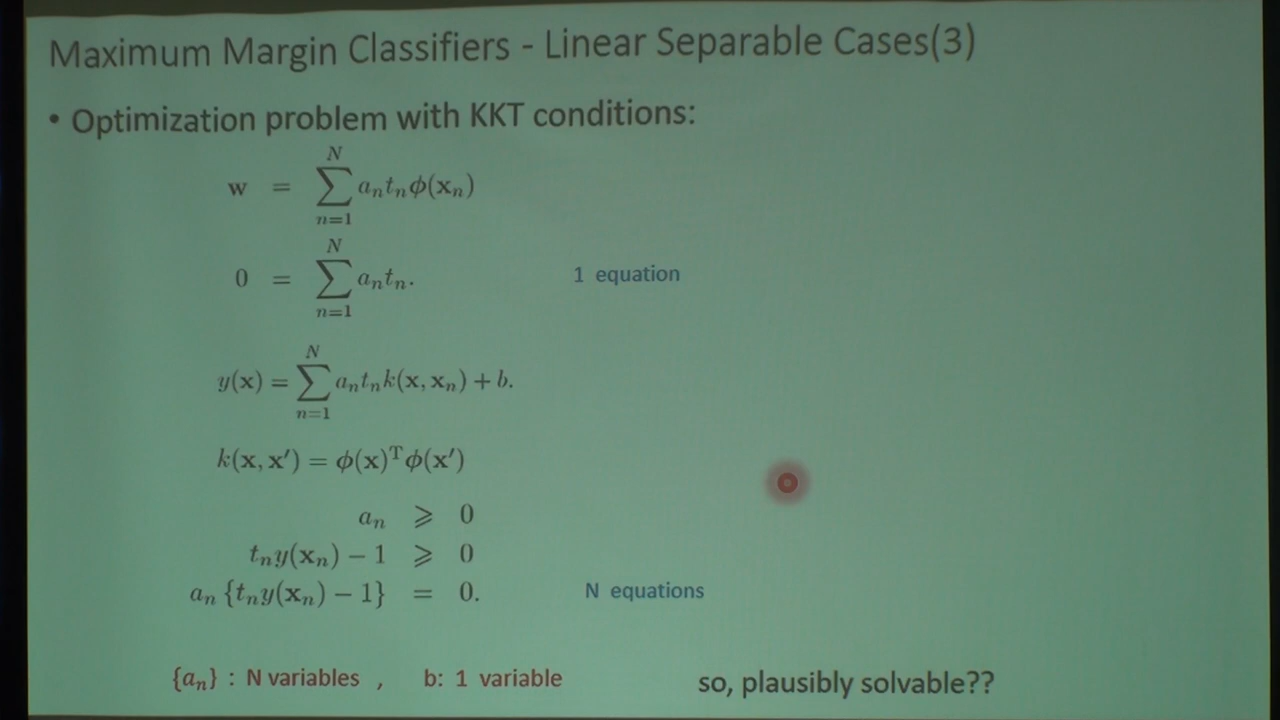 Maximum Margin Classifiers - Linear Separable Cases(3)
• Optimization problem with KKT conditions:
w = ∑_{n=1}^{N} a_n t_n ϕ(x_n)
0 = ∑_{n=1}^{N} a_n t_n. 1 equation
y(x) = ∑_{n=1}^{N} a_n t_n k(x, x_n) + b.
k(x, x′) = ϕ(x)^T ϕ(x′)
a_n ⩾ 0
t_n y(x_n) − 1 ⩾ 0
a_n {t_n y(x_n) − 1} = 0. N equations
{a_n} : N variables , b: 1 variable so, plausibly solvable??